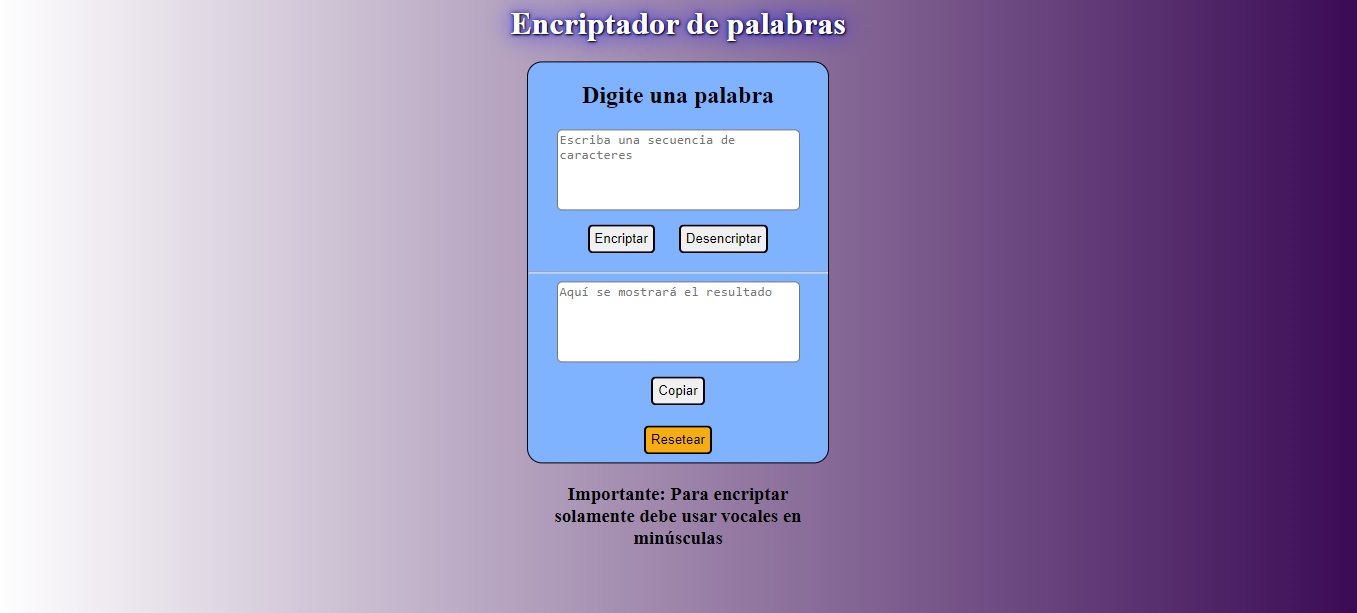 Encriptador de palabras
Digite una palabra
Escriba una secuencia de
caracteres
Encriptar Desencriptar
Aquí se mostrará el resultado
Copiar
Resetear
Importante: Para encriptar
solamente debe usar vocales en
minúsculas